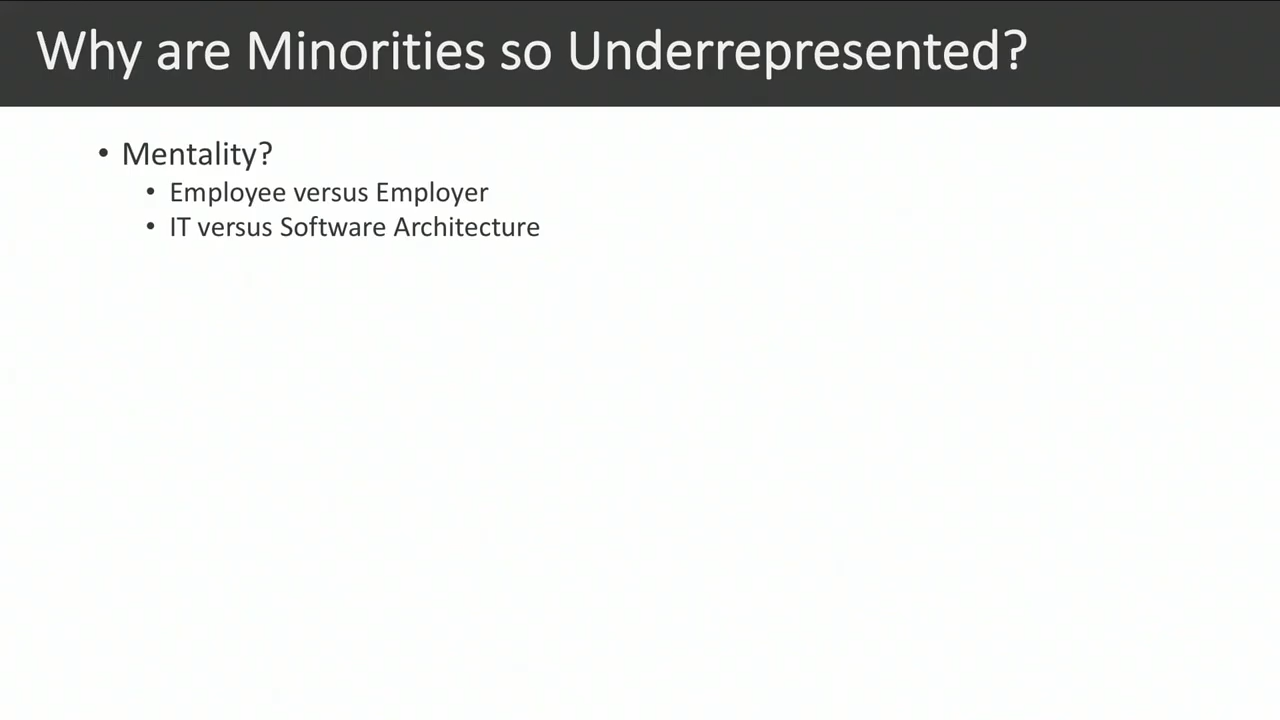 Why are Minorities so Underrepresented?
• Mentality?
• Employee versus Employer
• IT versus Software Architecture